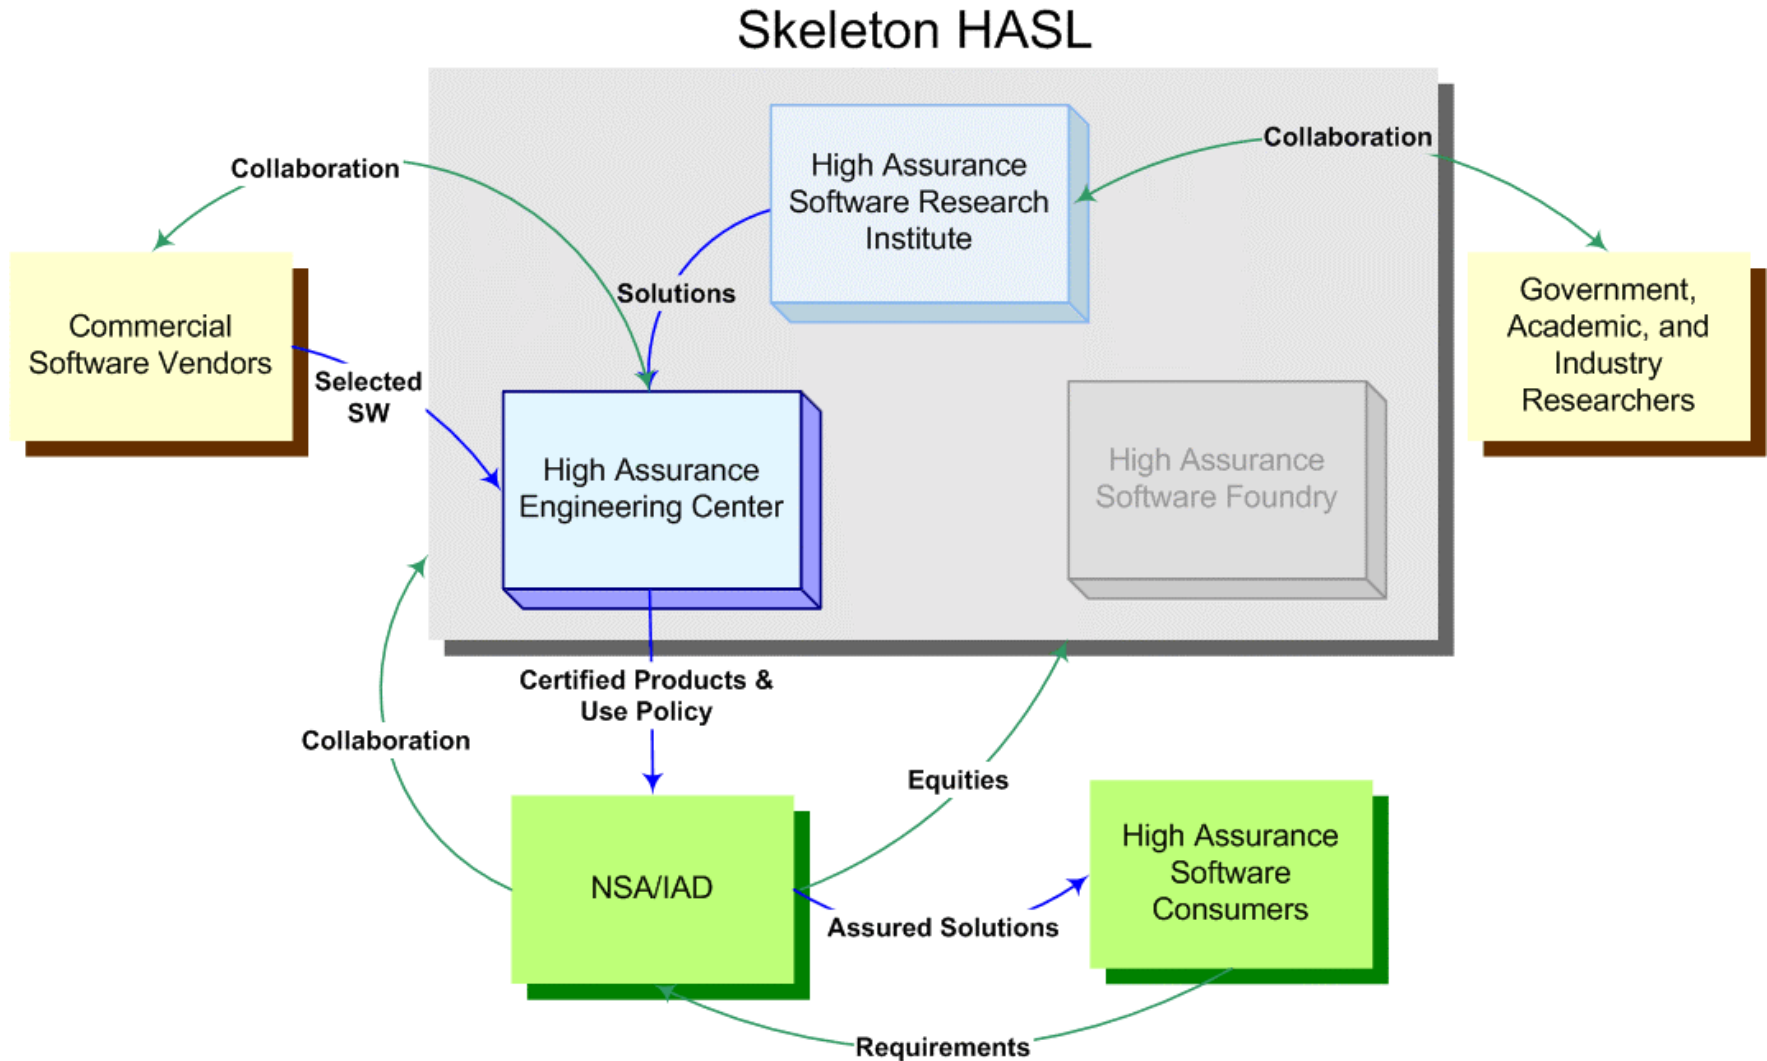 Skeleton HASL
Collaboration
High Assurance
Software Research
Institute
Collaboration
Solutions
Commercial
Software Vendors
Selected
SW
Government,
Academic, and
Industry
Researchers
High Assurance
Engineering Center
High Assurance
Software Foundry
Certified Products &
Use Policy
Collaboration
Equities
NSA/IAD
Assured Solutions
High Assurance
Software
Consumers
Requirements